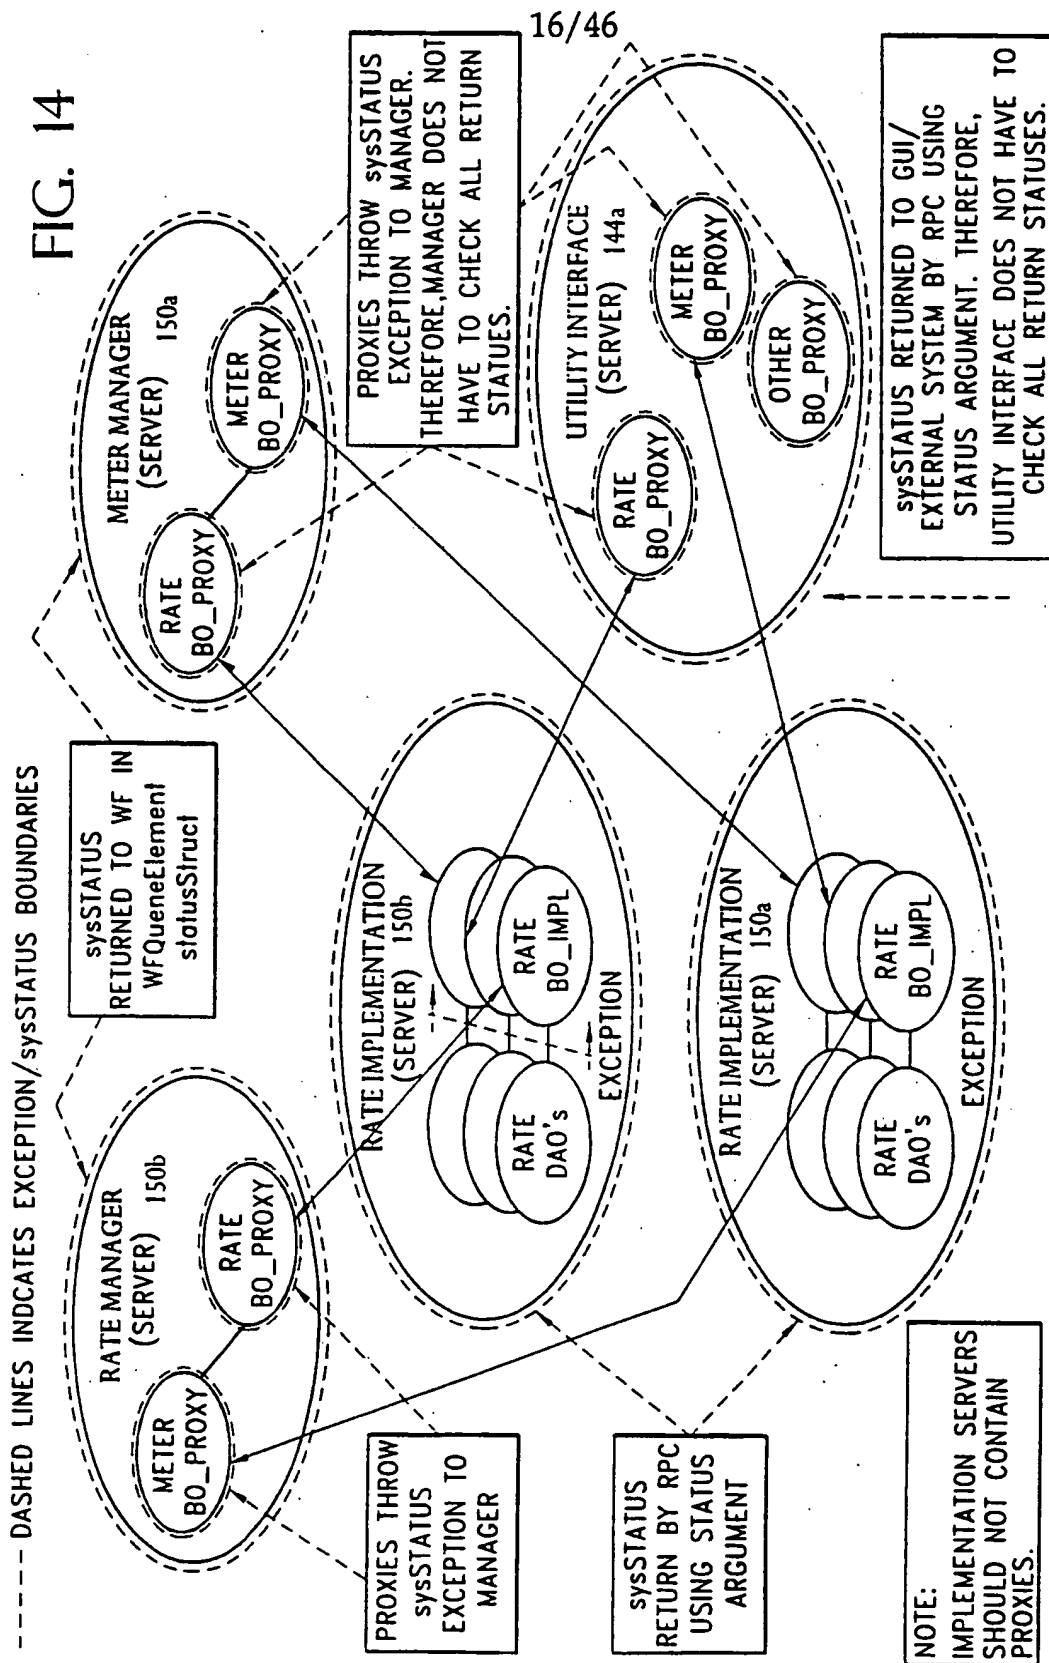 16/46
FIG. 14
---- DASHED LINES INDCATES EXCEPTION/sysSTATUS BOUNDARIES
RATE MANAGER
(SERVER) 150b
METER
BO_PROXY
RATE
BO_PROXY
sysSTATUS
RETURNED TO WF IN
WFQueneElement
statusStruct
METER MANAGER
(SERVER) 150a
RATE
BO_PROXY
METER
BO_PROXY
PROXIES THROW
sysSTATUS
EXCEPTION TO
MANAGER
RATE IMPLEMENTATION
(SERVER) 150b
RATE
DAO's
RATE
BO_IMPL
EXCEPTION
PROXIES THROW sysSTATUS
EXCEPTION TO MANAGER.
THEREFORE,MANAGER DOES NOT
HAVE TO CHECK ALL RETURN
STATUES.
sysSTATUS
RETURN BY RPC
USING STATUS
ARGUMENT
UTILITY INTERFACE
(SERVER) 144a
RATE
BO_PROXY
METER
BO_PROXY
OTHER
BO_PROXY
RATE IMPLEMENTATION
(SERVER) 150a
RATE
DAO's
RATE
BO_IMPL
EXCEPTION
NOTE:
IMPLEMENTATION SERVERS
SHOULD NOT CONTAIN
PROXIES.
sysSTATUS RETURNED TO GUI/
EXTERNAL SYSTEM BY RPC USING
STATUS ARGUMENT. THEREFORE,
UTILITY INTERFACE DOES NOT HAVE TO
CHECK ALL RETURN STATUSES.